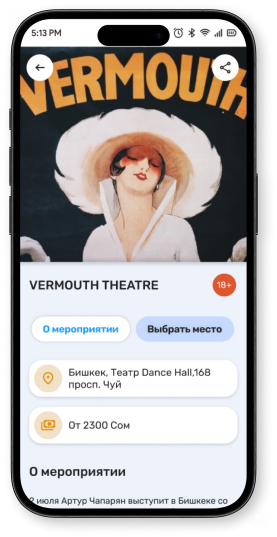 5:13 PM
VERMOUTH
VERMOUTH THEATRE
18+
О мероприятии
Выбрать место
Бишкек, Театр Dance Hall,168
просп. Чуй
От 2300 Сом
О мероприятии
2 июля Артур Чапарян выступит в Бишкеке со